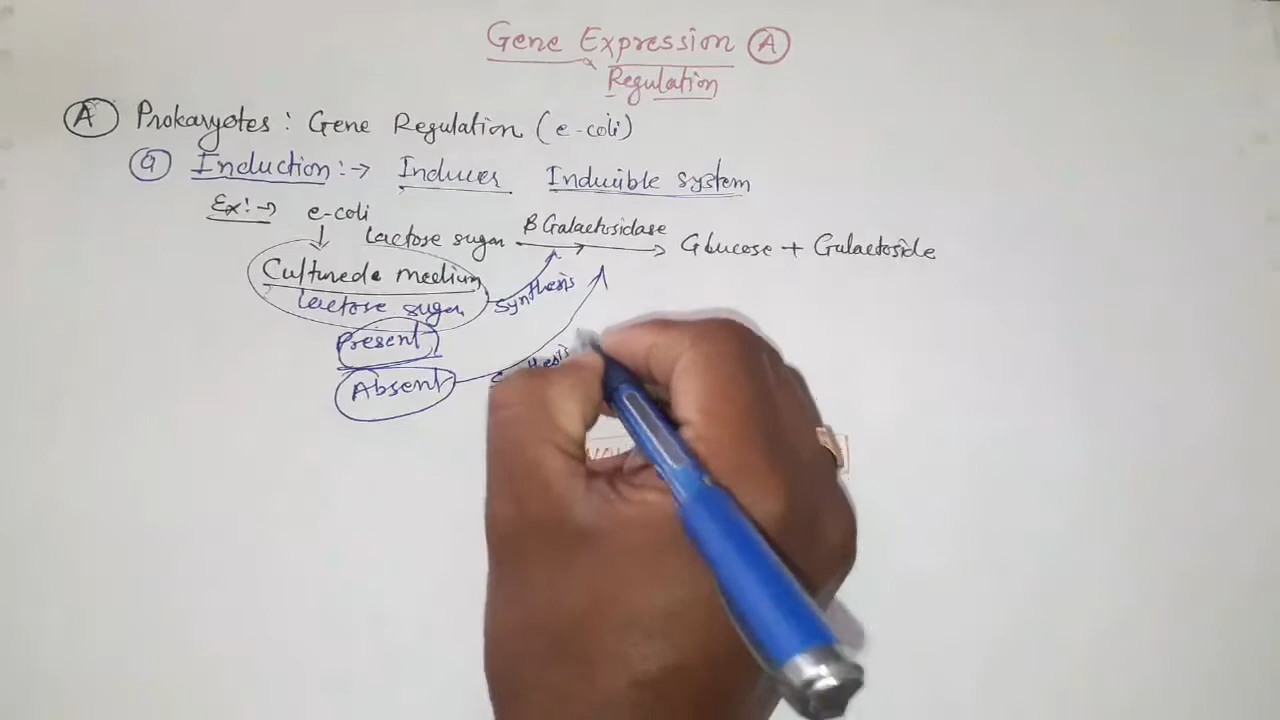 Gene Expression A
Regulation
A Prokaryotes : Gene Regulation (e-coli)
a Induction :→ Inducer Inducible system
Ex:→ e-coli
Lactose sugar β Galactosidase → Glucose + Galactoside
Cultured medium
Lactose sugar Synthesis
Present
Absent